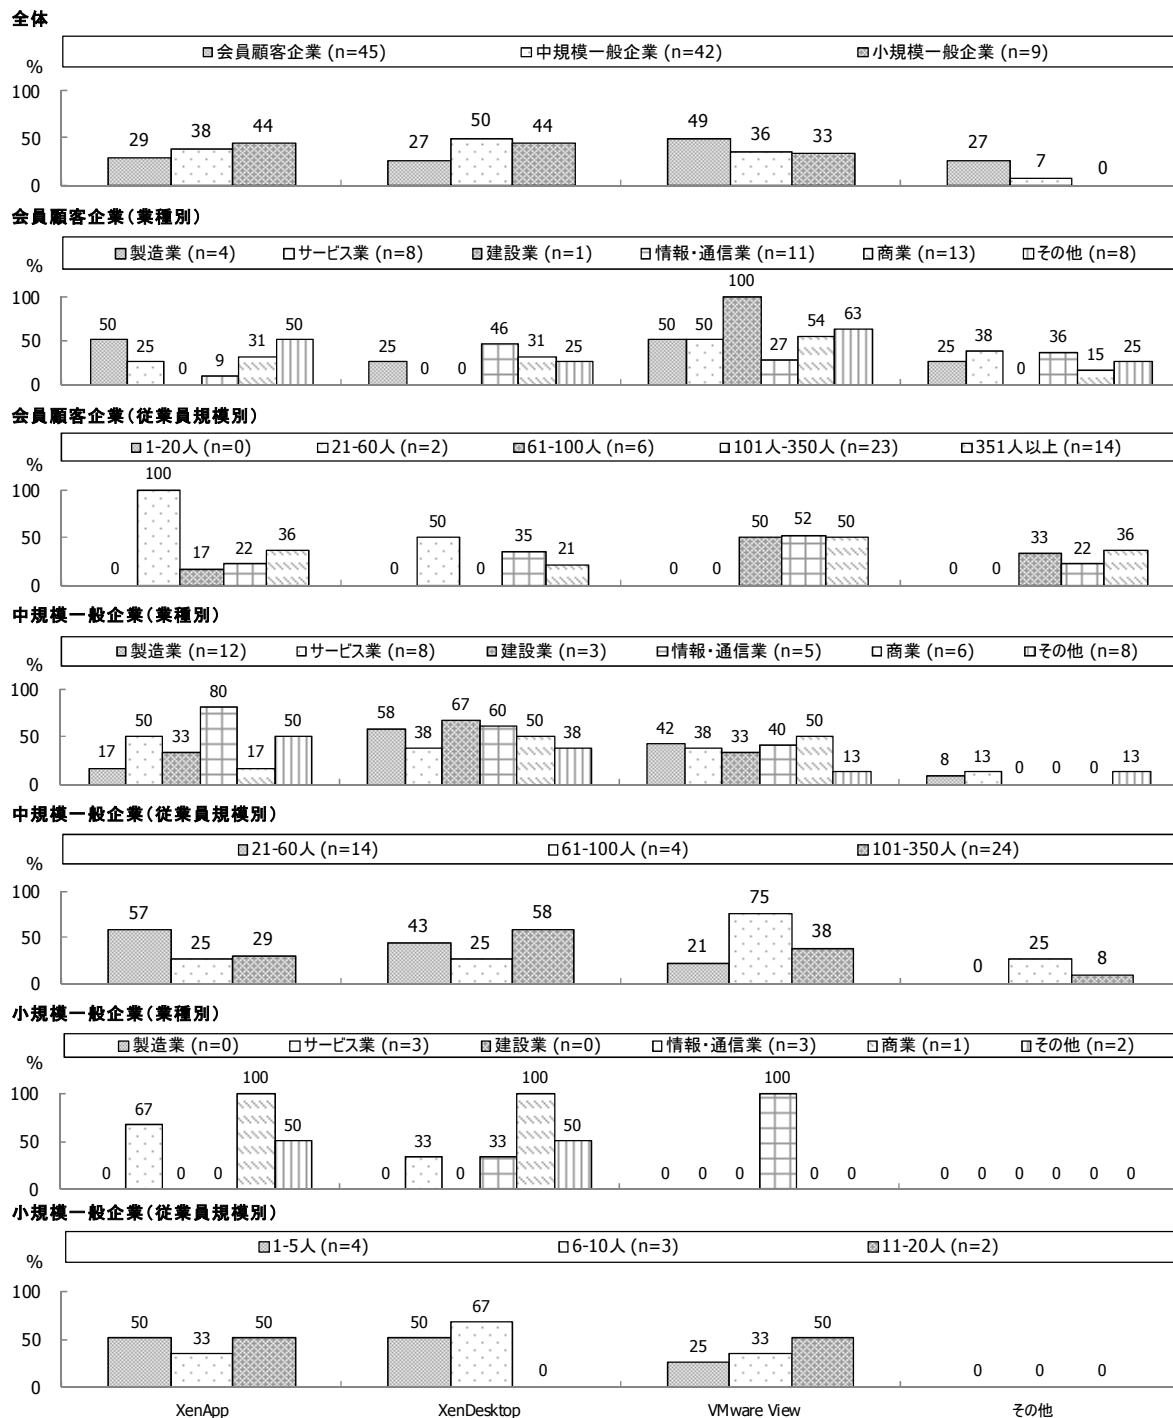 全体
会員顧客企業 (n=45) 中規模一般企業 (n=42) 小規模一般企業 (n=9)
%
100
50
0
29 38 44 27 50 44 49 36 33 27 7 0
会員顧客企業(業種別)
製造業 (n=4) サービス業 (n=8) 建設業 (n=1) 情報・通信業 (n=11) 商業 (n=13) その他 (n=8)
%
100
50
0
50 25 0 9 31 50 25 0 0 46 31 25 50 50 100 27 54 63 25 38 0 36 15 25
会員顧客企業(従業員規模別)
1-20人 (n=0) 21-60人 (n=2) 61-100人 (n=6) 101人-350人 (n=23) 351人以上 (n=14)
%
100
50
0
0 100 17 22 36 0 50 0 35 21 0 0 50 52 50 0 0 33 22 36
中規模一般企業(業種別)
製造業 (n=12) サービス業 (n=8) 建設業 (n=3) 情報・通信業 (n=5) 商業 (n=6) その他 (n=8)
%
100
50
0
17 50 33 80 17 50 58 38 67 60 50 38 42 38 33 40 50 13 8 13 0 0 0 13
中規模一般企業(従業員規模別)
21-60人 (n=14) 61-100人 (n=4) 101-350人 (n=24)
%
100
50
0
57 25 29 43 25 58 21 75 38 0 25 8
小規模一般企業(業種別)
製造業 (n=0) サービス業 (n=3) 建設業 (n=0) 情報・通信業 (n=3) 商業 (n=1) その他 (n=2)
%
100
50
0
0 67 0 0 100 50 0 33 0 33 100 50 0 0 0 100 0 0 0 0 0 0 0 0
小規模一般企業(従業員規模別)
1-5人 (n=4) 6-10人 (n=3) 11-20人 (n=2)
%
100
50
0
50 33 50 50 67 0 25 33 50 0 0 0
XenApp XenDesktop VMware View その他